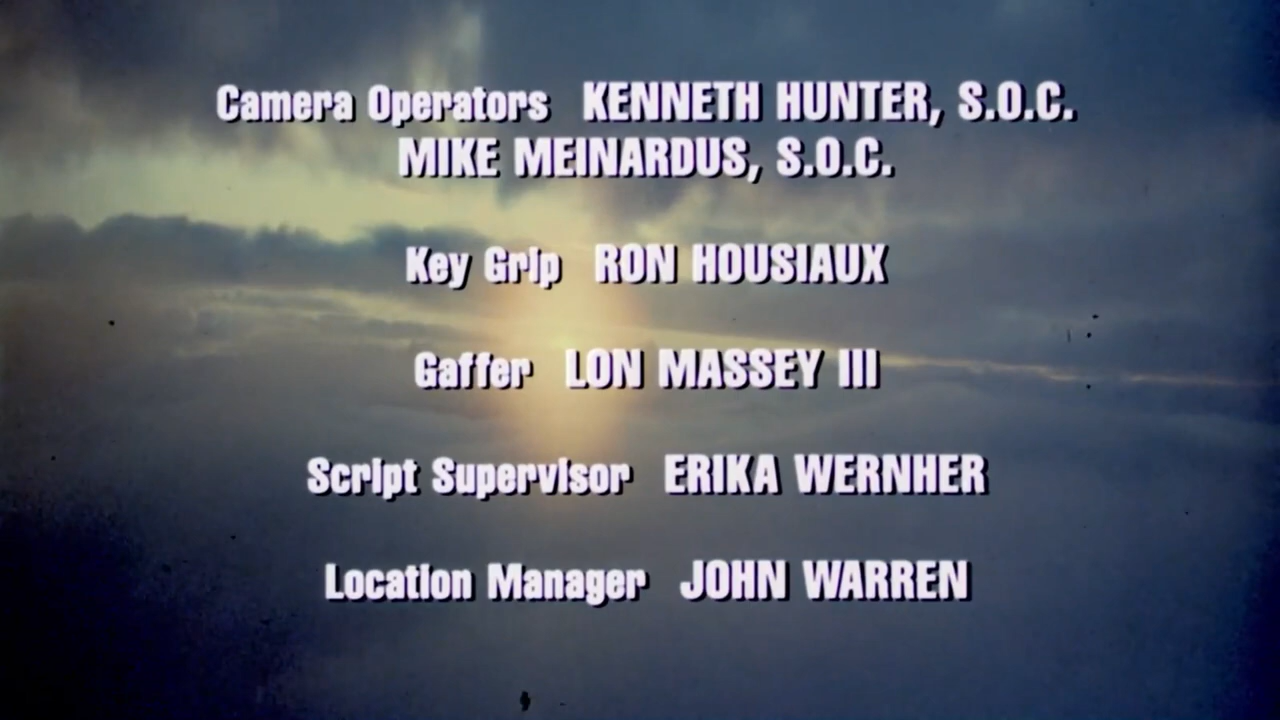 Camera Operators KENNETH HUNTER, S.O.C.
MIKE MEINARDUS, S.O.C.
Key Grip RON HOUSIAUX
Gaffer LON MASSEY III
Script Supervisor ERIKA WERNHER
Location Manager JOHN WARREN